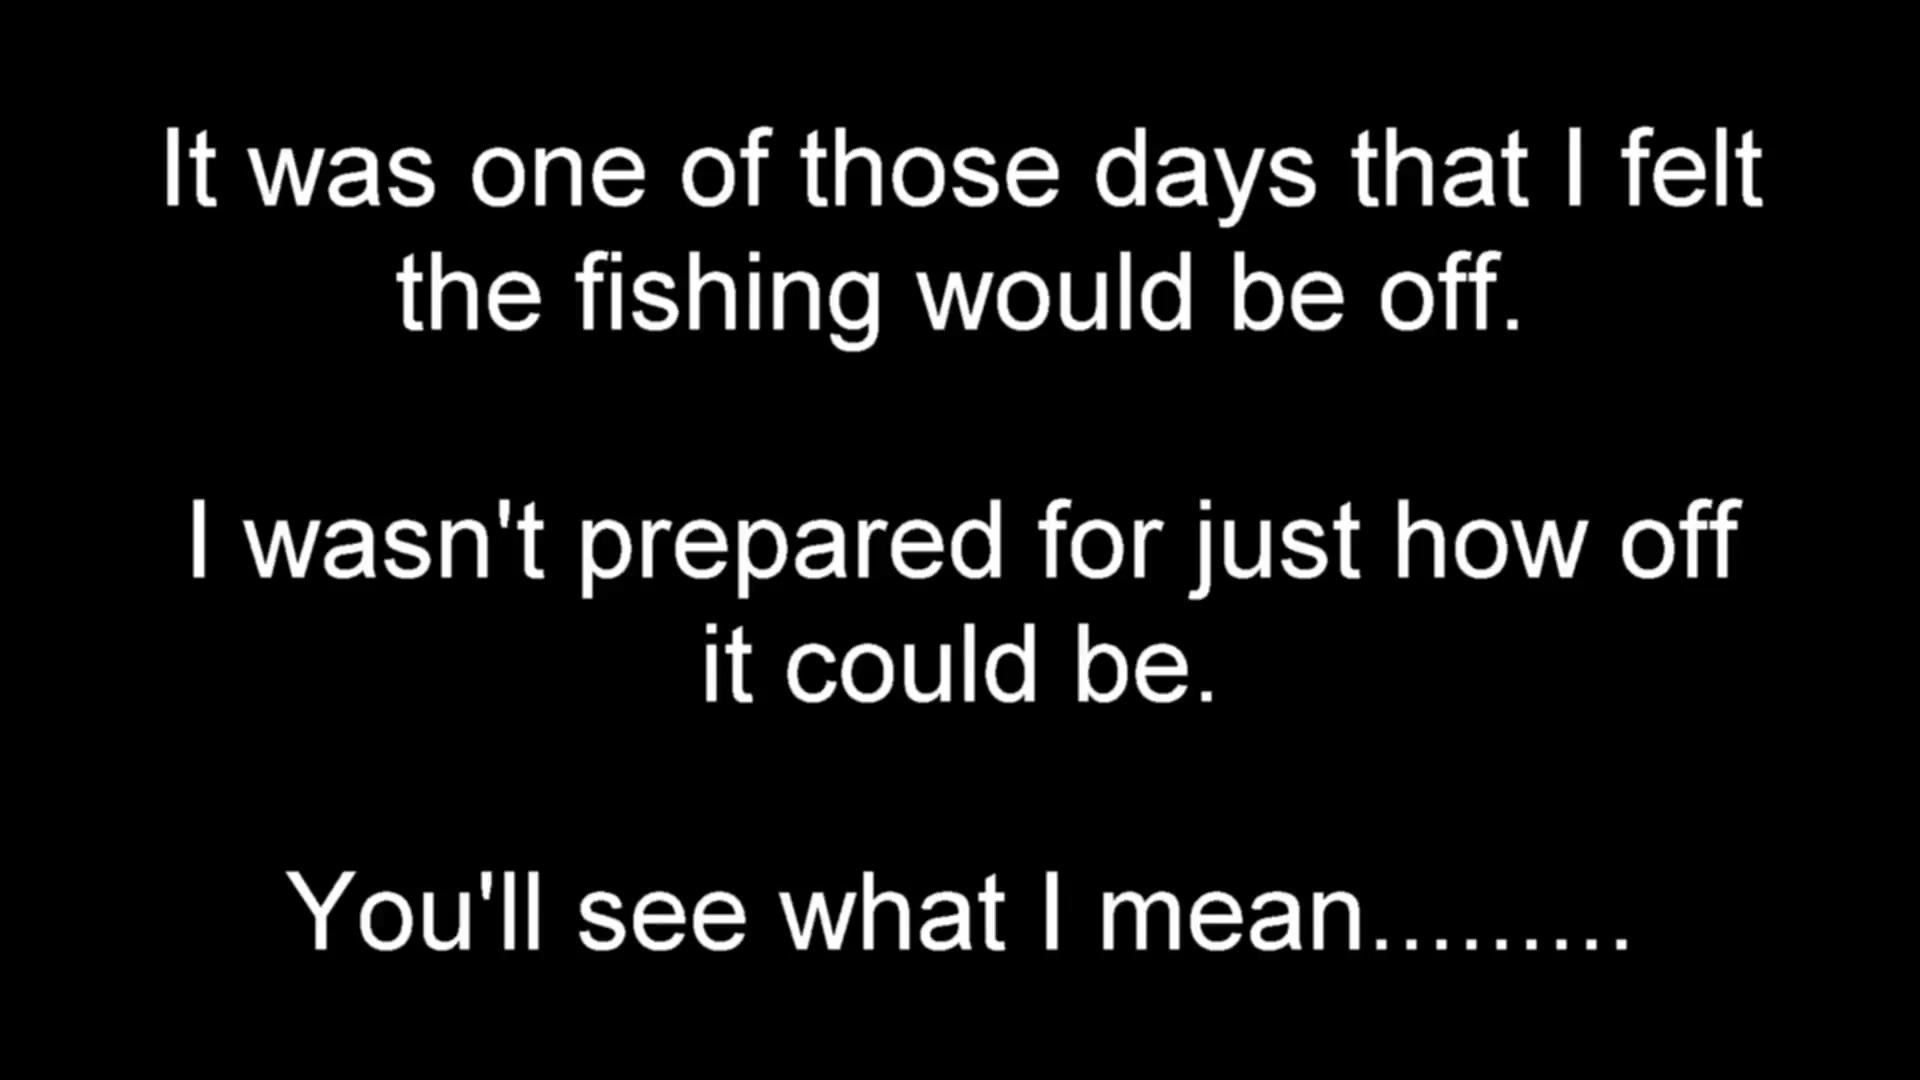 It was one of those days that I felt
the fishing would be off.
I wasn't prepared for just how off
it could be.
You'll see what I mean.........